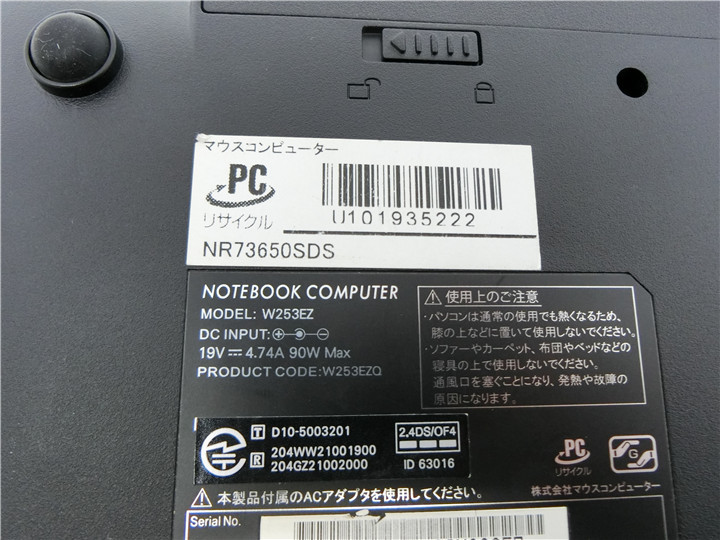 マウスコンピューター
PC
リサイクル
U101935222
NR73650SDS
NOTEBOOK COMPUTER
MODEL: W253EZ
DC INPUT:
19V 4.74A 90W Max
PRODUCT CODE:W253EZQ
使用上のご注意
・パソコンは通常の使用でも熱くなるため、
膝の上などに置いて使用しないでください。
・ソファーやカーペット、布団やベッドなどの
寝具の上で使用しないでください。
通風口を塞ぐことになり、発熱や故障の
原因になります。
T D10-5003201
R 204WW21001900
204GZ21002000
2,4DS/OF4
ID 63016
PC
リサイクル
G
株式会社マウスコンピューター
本製品付属のACアダプタを使用してください。
Serial No.